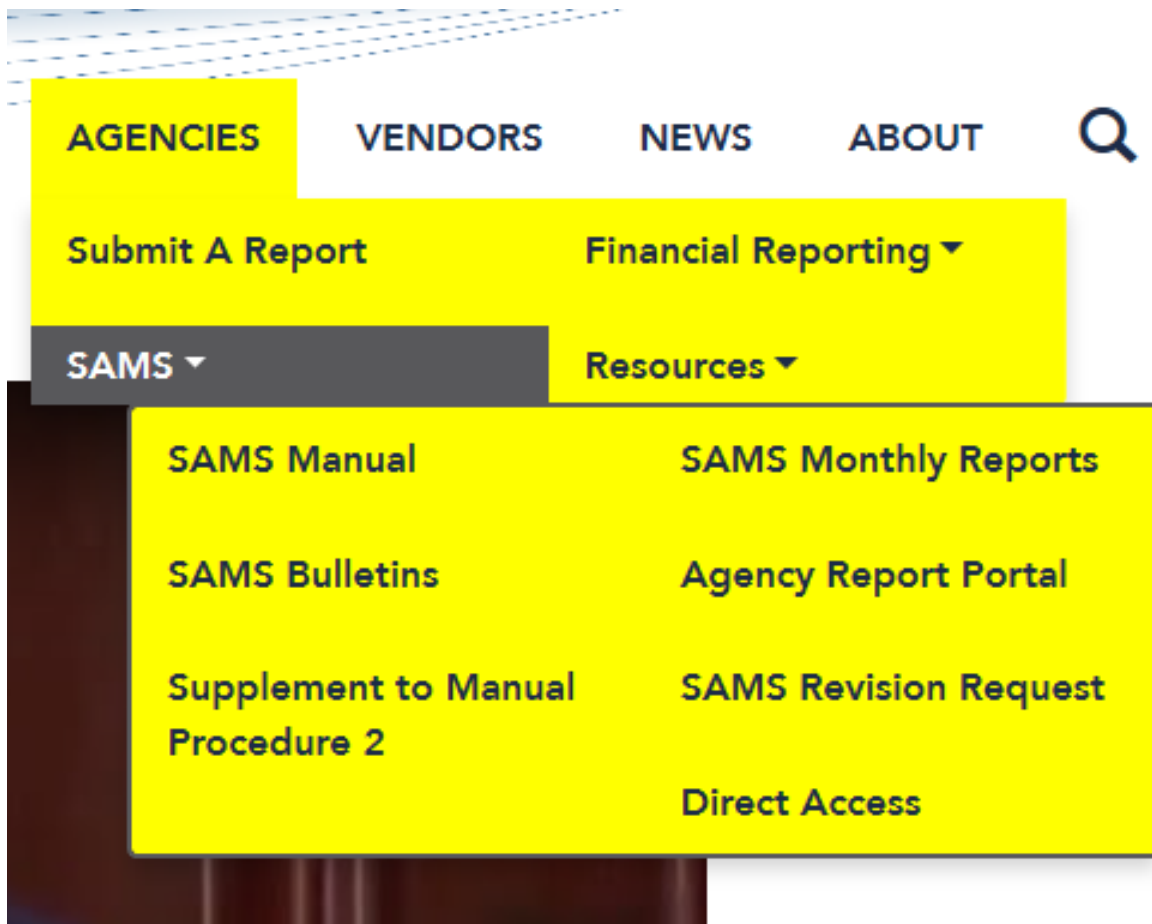 AGENCIES VENDORS NEWS ABOUT
Submit A Report Financial Reporting
SAMS Resources
SAMS Manual SAMS Monthly Reports
SAMS Bulletins Agency Report Portal
Supplement to Manual SAMS Revision Request
Procedure 2
Direct Access